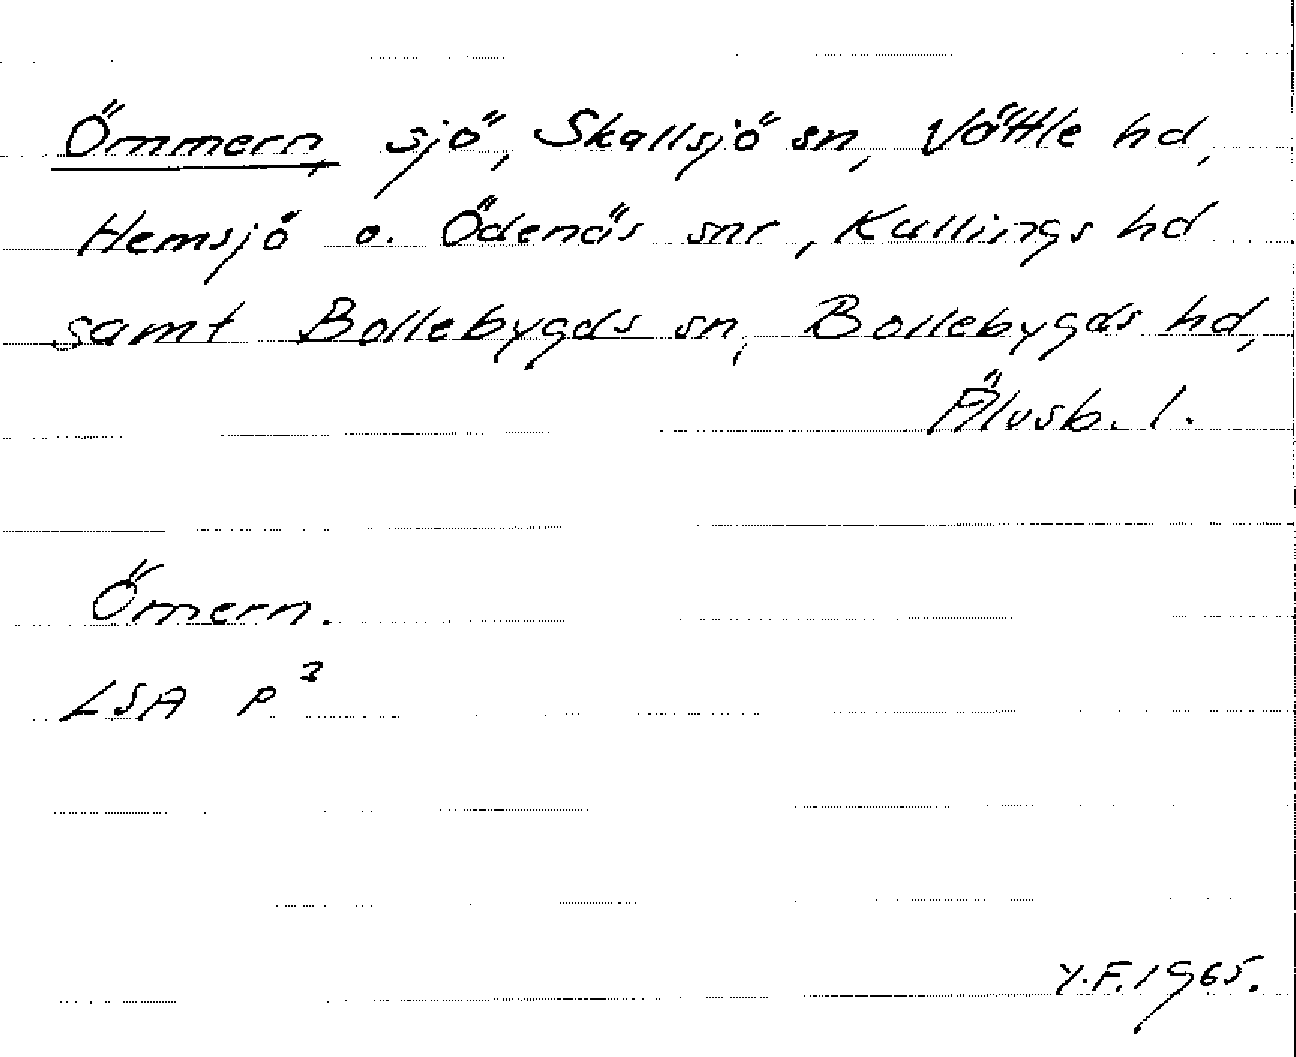 Ömmern, sjö, Skallsjö sn, Vättle hd,
Hemsjö o. Ödenäs snr, Kullings hd
samt Bollebygds sn, Bollebygds hd,
Älvsb. l.
Ömern.
LSA P³
Y.F. 1965.